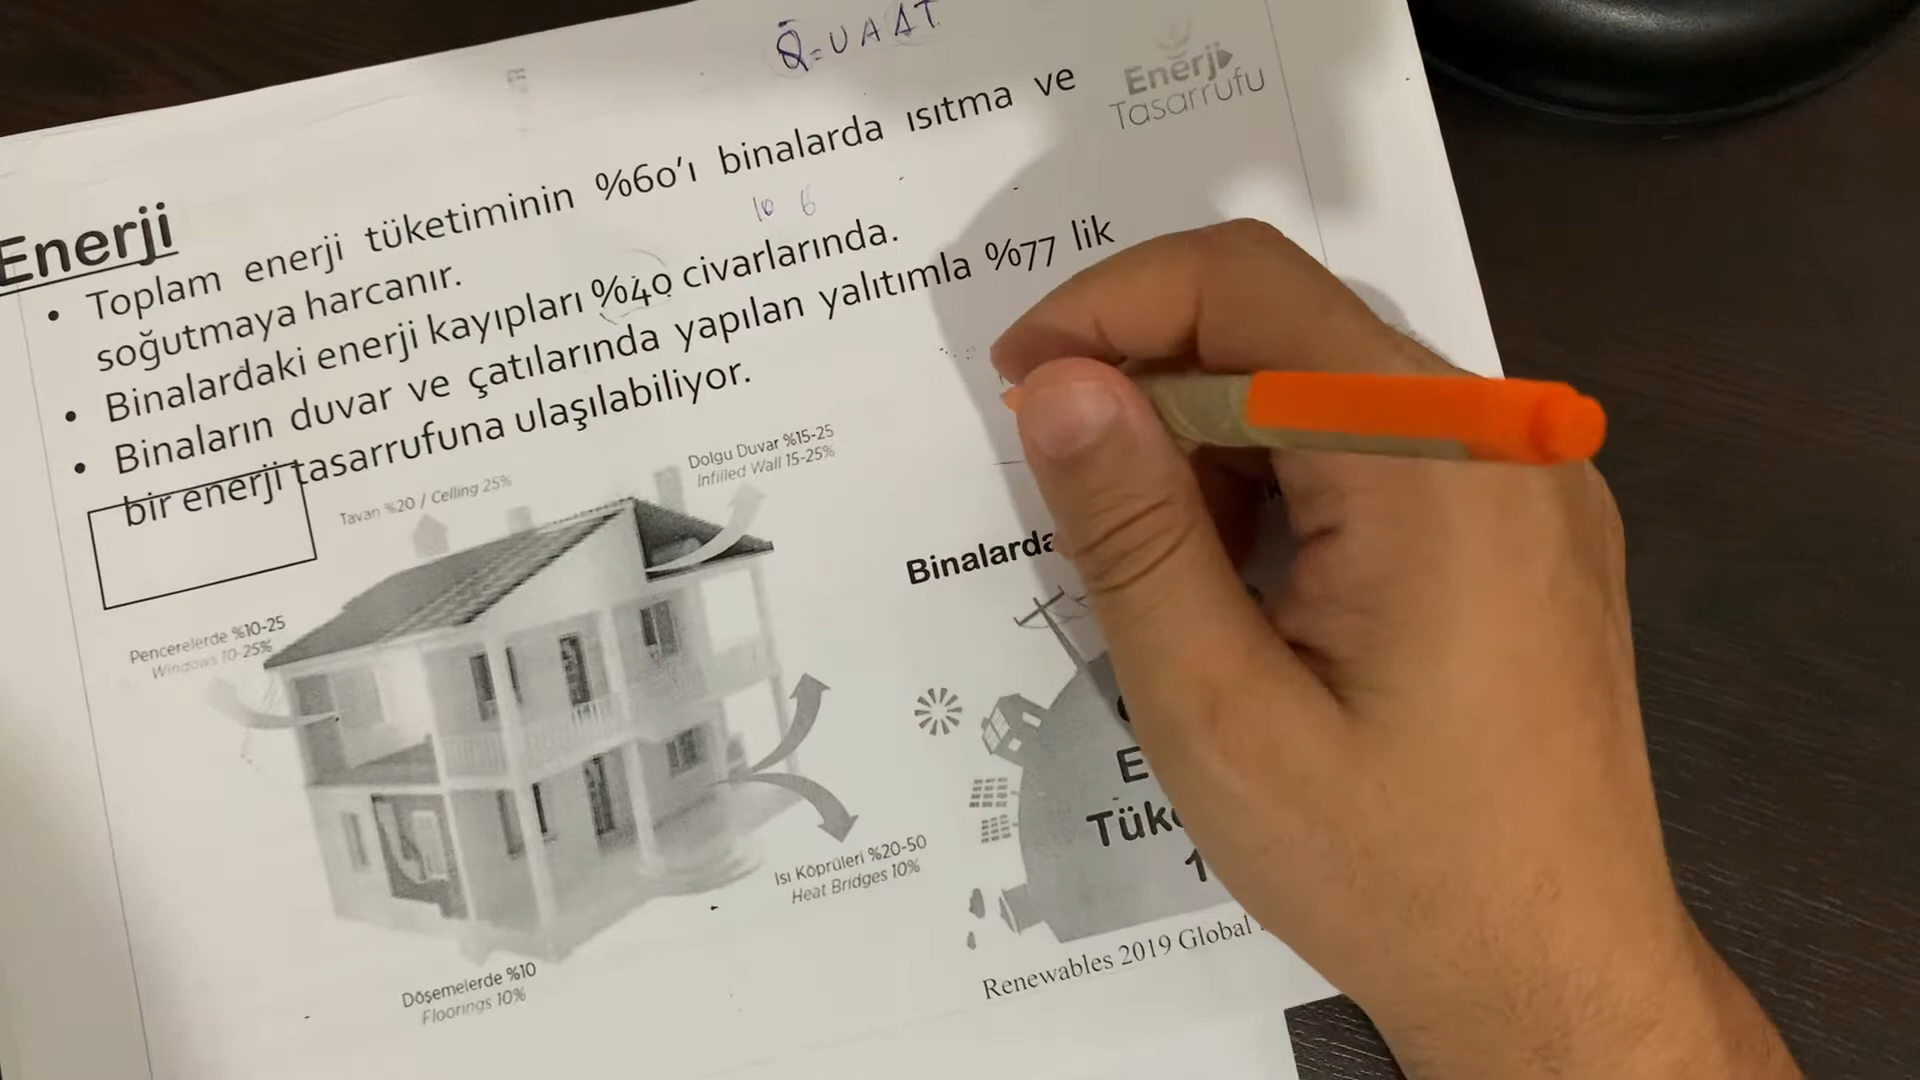 Q̇=UAΔT
Enerji
Tasarrufu
Enerji
• Toplam enerji tüketiminin %60’ı binalarda ısıtma ve
soğutmaya harcanır.
10 6
• Binalardaki enerji kayıpları %40 civarlarında.
• Binaların duvar ve çatılarında yapılan yalıtımla %77 lik
bir enerji tasarrufuna ulaşılabiliyor.
Tavan %20 / Celling 25%
Dolgu Duvar %15-25
Infilled Wall 15-25%
Pencerelerde %10-25
Windows 10-25%
Isı Köprüleri %20-50
Heat Bridges 10%
Döşemelerde %10
Floorings 10%
Binalarda
E
Tük
1
Renewables 2019 Global